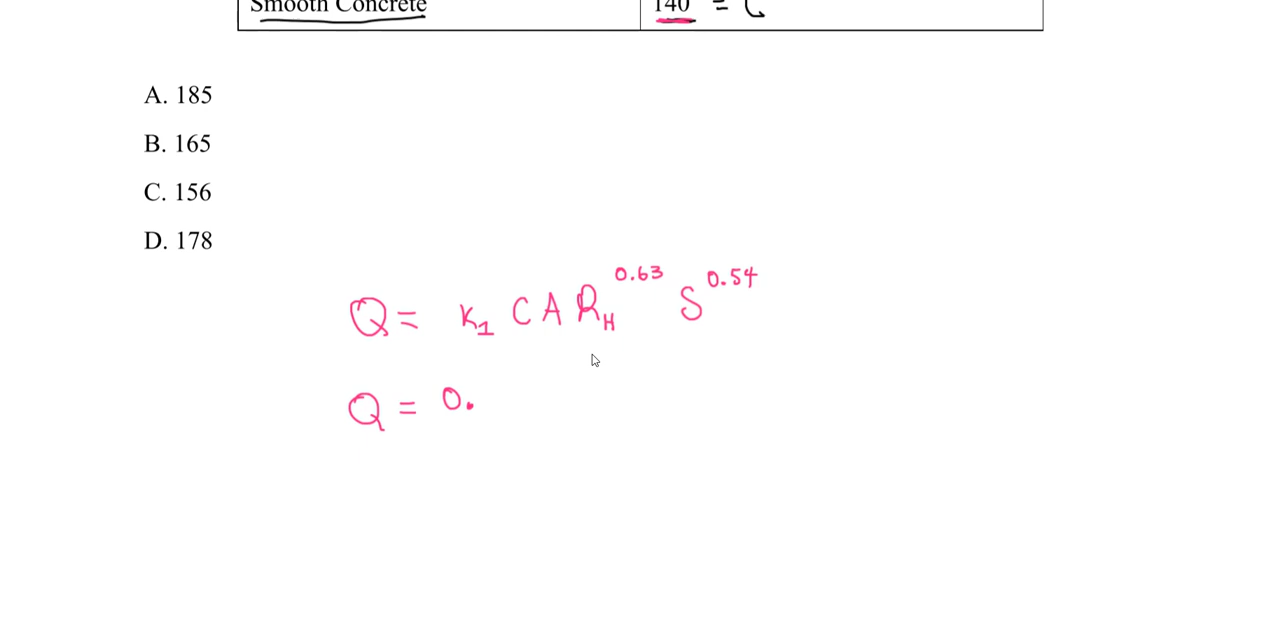 Smooth Concrete 140 = C
A. 185
B. 165
C. 156
D. 178
Q = K₁ C A R_H^0.63 S^0.54
Q = 0.